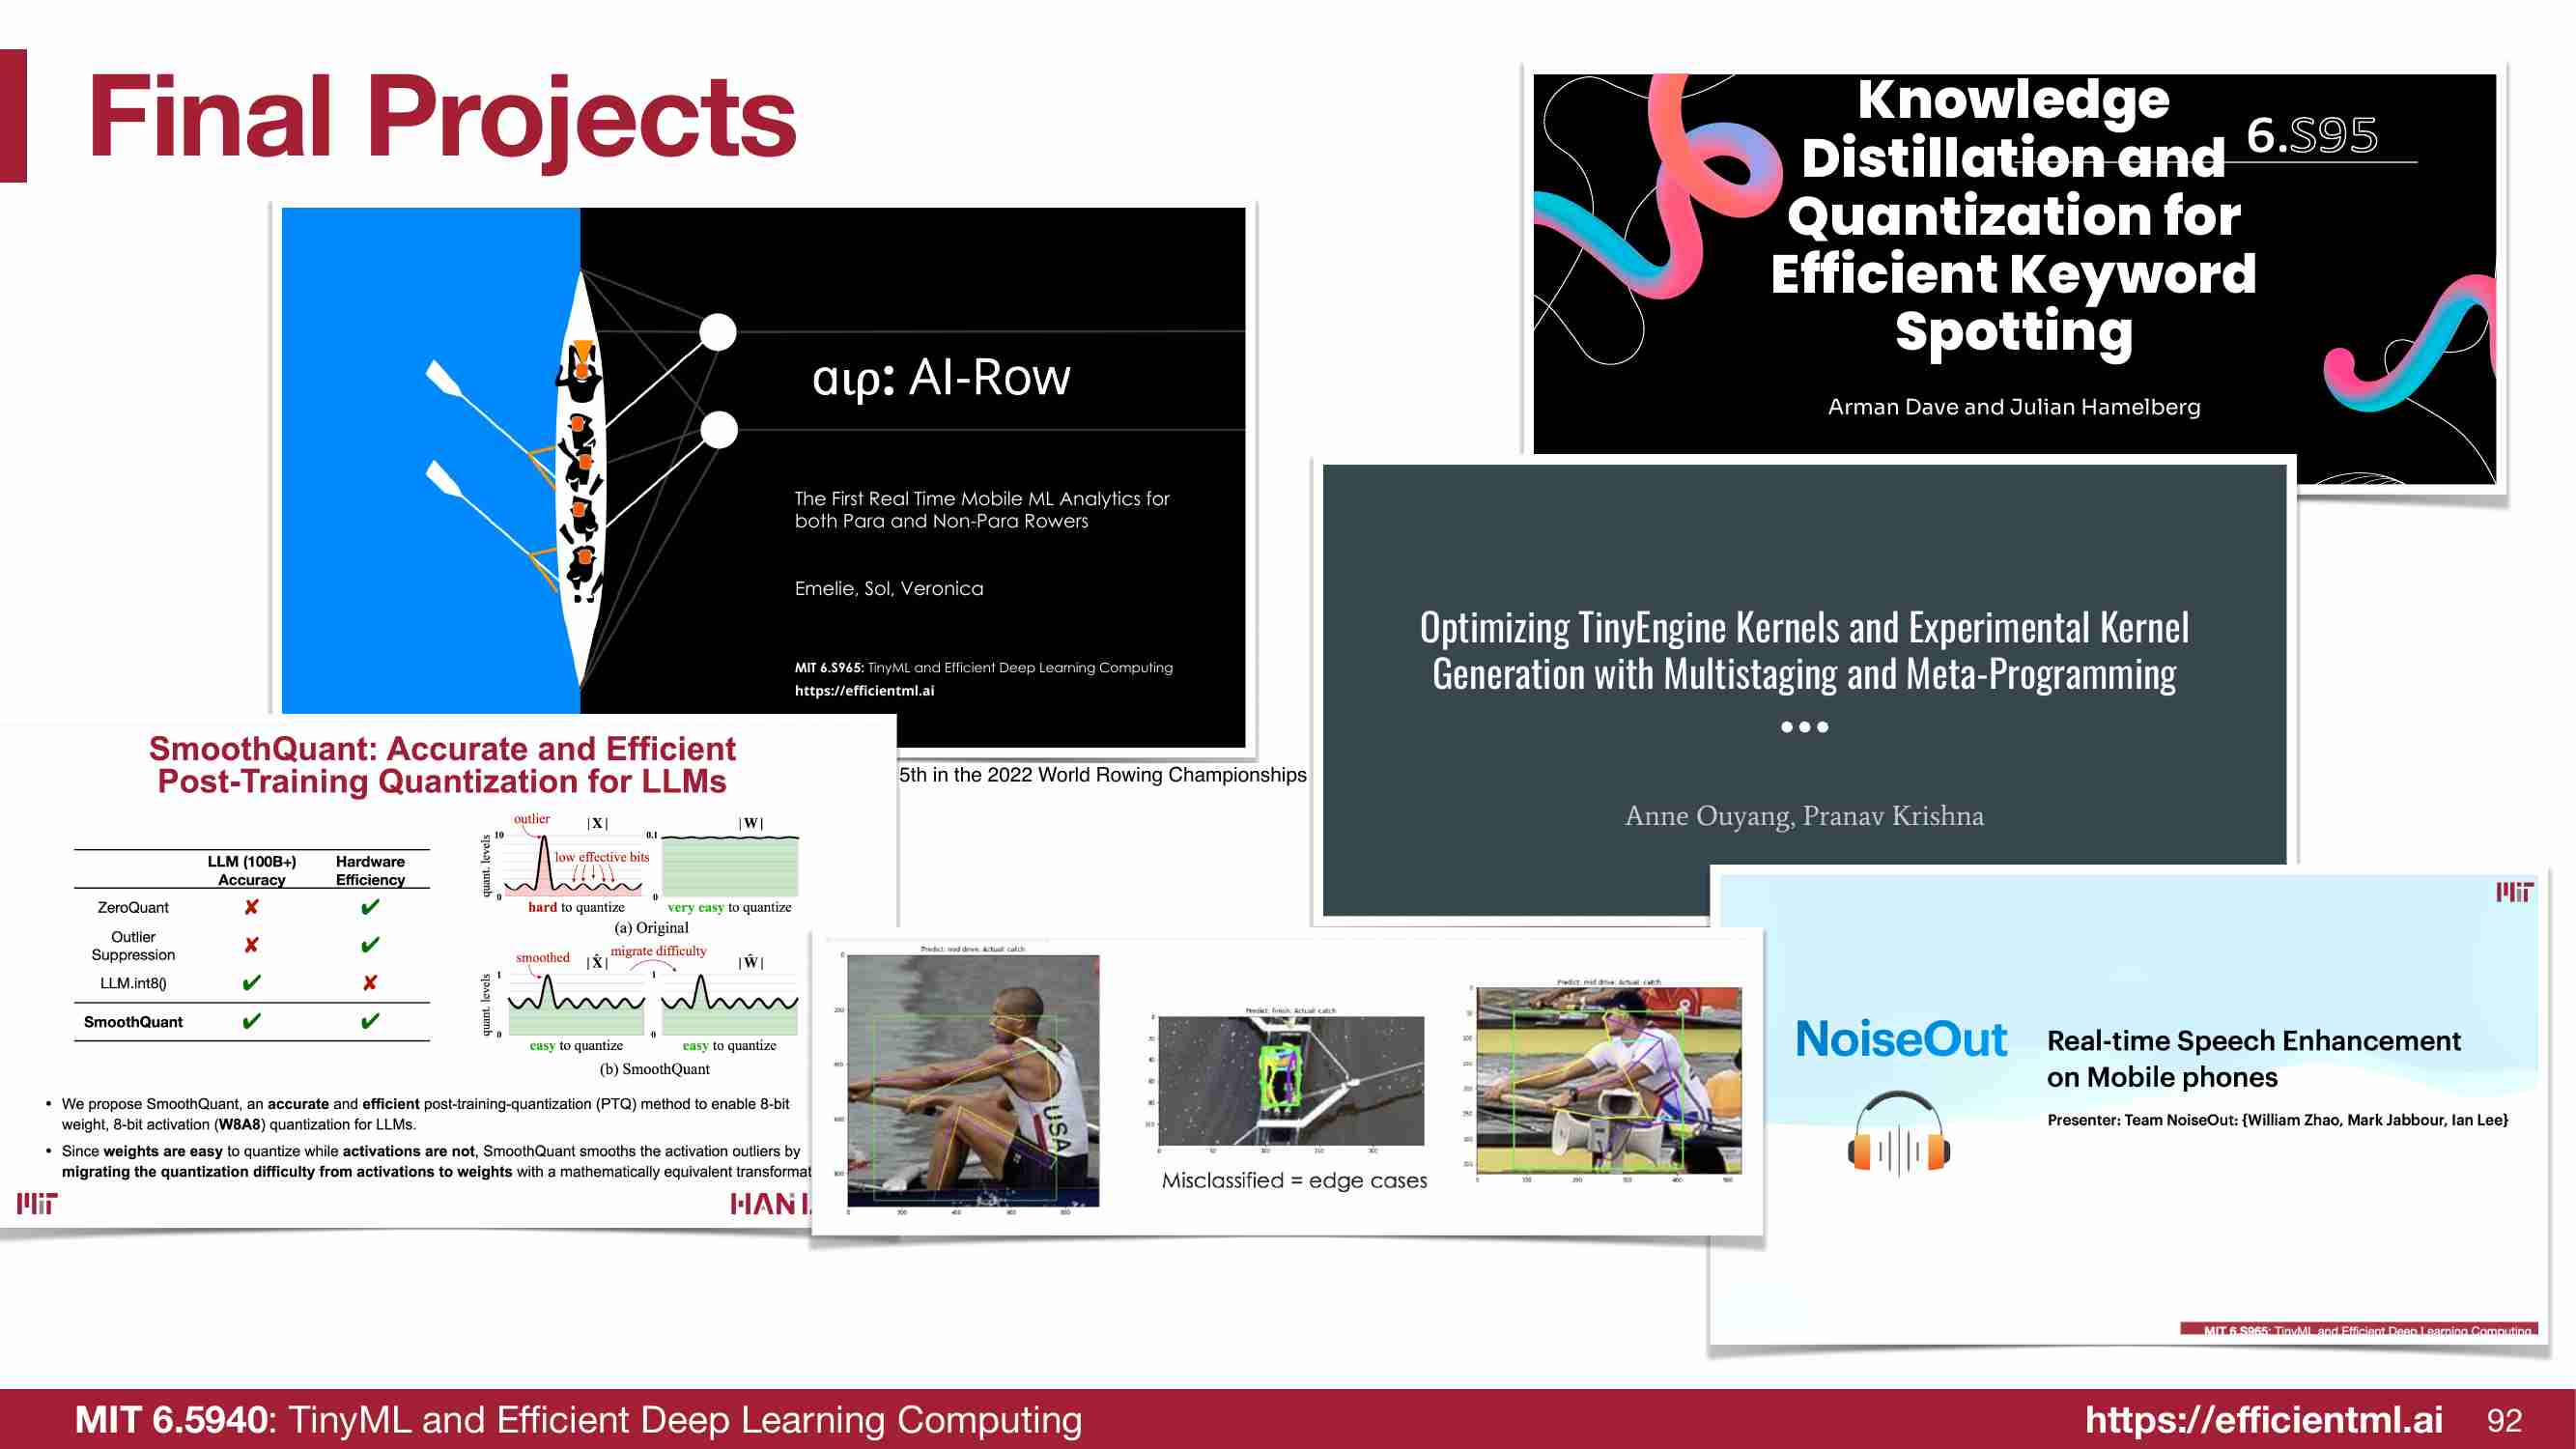 Final Projects
αιρ: AI-Row
The First Real Time Mobile ML Analytics for
both Para and Non-Para Rowers
Emelie, Sol, Veronica
MIT 6.S965: TinyML and Efficient Deep Learning Computing
https://efficientml.ai
5th in the 2022 World Rowing Championships
Knowledge
Distillation and
Quantization for
Efficient Keyword
Spotting
6.S95
Arman Dave and Julian Hamelberg
Optimizing TinyEngine Kernels and Experimental Kernel
Generation with Multistaging and Meta-Programming
Anne Ouyang, Pranav Krishna
SmoothQuant: Accurate and Efficient
Post-Training Quantization for LLMs
LLM (100B+) Hardware
Accuracy Efficiency
ZeroQuant ✘ ✔
Outlier
Suppression ✘ ✔
LLM.int8() ✔ ✘
SmoothQuant ✔ ✔
outlier |X| |W|
quant. levels
10
0
0.1
0
low effective bits
hard to quantize very easy to quantize
(a) Original
smoothed |X̂| migrate difficulty |Ŵ|
quant. levels
1
0
1
0
easy to quantize easy to quantize
(b) SmoothQuant
• We propose SmoothQuant, an accurate and efficient post-training-quantization (PTQ) method to enable 8-bit
weight, 8-bit activation (W8A8) quantization for LLMs.
• Since weights are easy to quantize while activations are not, SmoothQuant smooths the activation outliers by
migrating the quantization difficulty from activations to weights with a mathematically equivalent transformat
MIT
HAN L
Predict: mid drive. Actual: catch
USA
Predict: finish. Actual: catch
Misclassified = edge cases
Predict: mid drive. Actual: catch
MIT
NoiseOut
Real-time Speech Enhancement
on Mobile phones
Presenter: Team NoiseOut: {William Zhao, Mark Jabbour, Ian Lee}
MIT 6.S965: TinyML and Efficient Deep Learning Computing
MIT 6.5940: TinyML and Efficient Deep Learning Computing
https://efficientml.ai 92